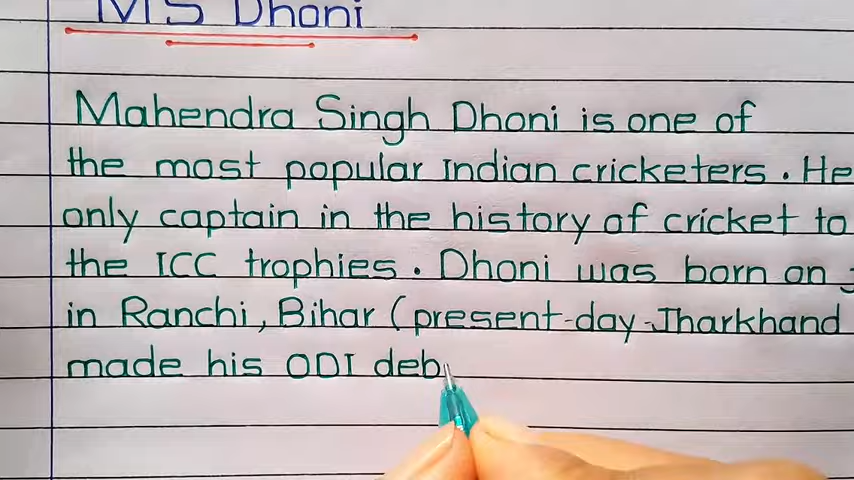 MS Dhoni
Mahendra Singh Dhoni is one of
the most popular Indian cricketers. He
only captain in the history of cricket to
the ICC trophies. Dhoni was born on
in Ranchi, Bihar (present-day-Jharkhand
made his ODI deb